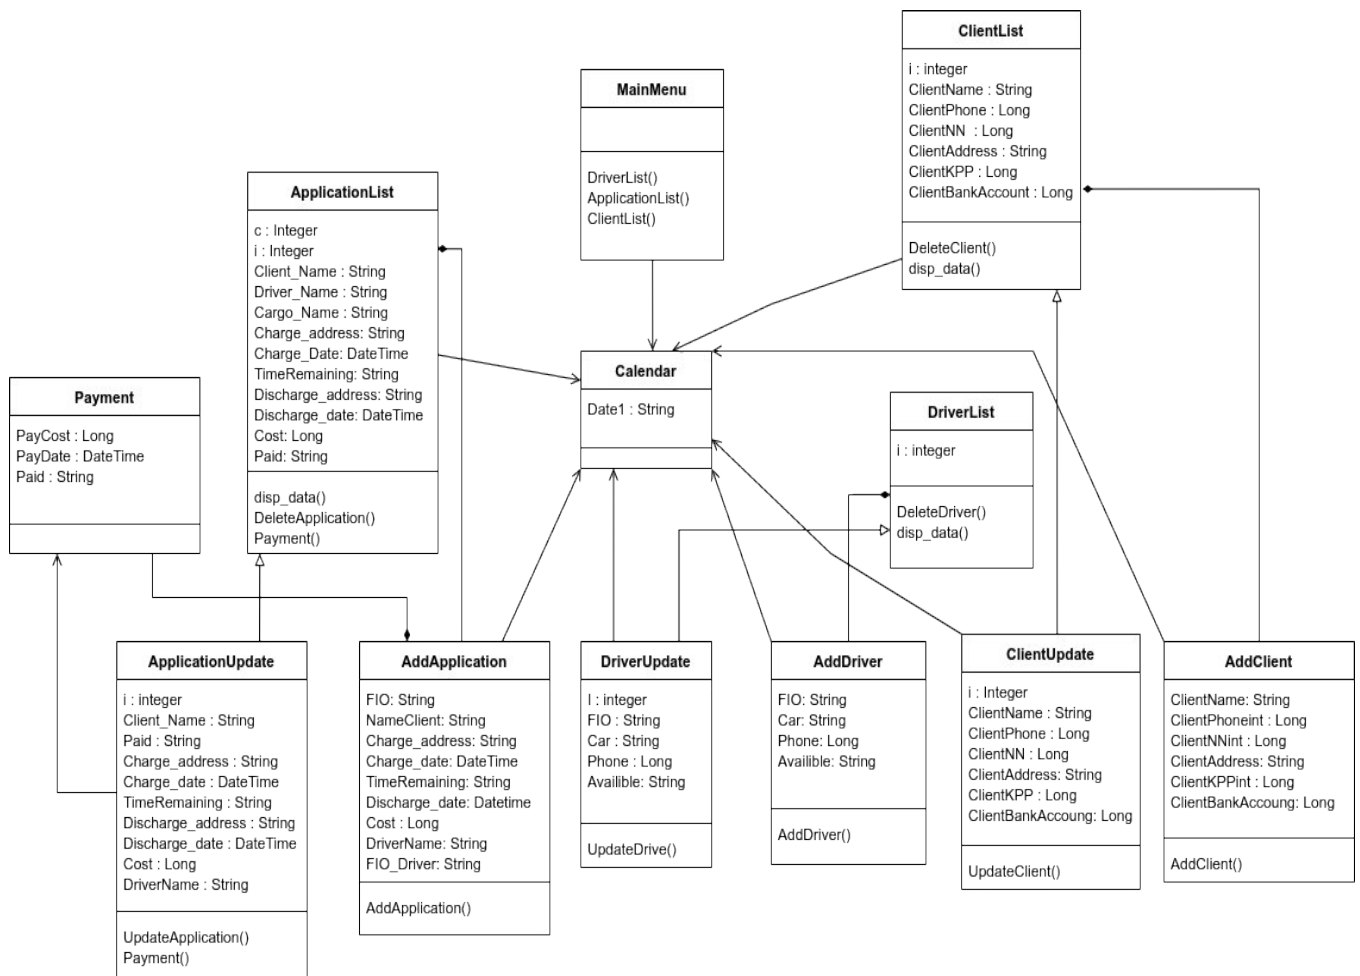 ClientList
i : integer
ClientName : String
ClientPhone : Long
ClientNN : Long
ClientAddress : String
ClientKPP : Long
ClientBankAccount : Long
DeleteClient()
disp_data()
MainMenu
DriverList()
ApplicationList()
ClientList()
ApplicationList
c : Integer
i : Integer
Client_Name : String
Driver_Name : String
Cargo_Name : String
Charge_address: String
Charge_Date: DateTime
TimeRemaining: String
Discharge_address: String
Discharge_date: DateTime
Cost: Long
Paid: String
disp_data()
DeleteApplication()
Payment()
Calendar
Date1 : String
Payment
PayCost : Long
PayDate : DateTime
Paid : String
DriverList
i : integer
DeleteDriver()
disp_data()
ApplicationUpdate
i : integer
Client_Name : String
Paid : String
Charge_address : String
Charge_date : DateTime
TimeRemaining : String
Discharge_address : String
Discharge_date : DateTime
Cost : Long
DriverName : String
UpdateApplication()
Payment()
AddApplication
FIO: String
NameClient: String
Charge_address: String
Charge_date: DateTime
TimeRemaining: String
Discharge_date: Datetime
Cost : Long
DriverName: String
FIO_Driver: String
AddApplication()
DriverUpdate
I : integer
FIO : String
Car : String
Phone : Long
Availible: String
UpdateDrive()
AddDriver
FIO: String
Car: String
Phone: Long
Availible: String
AddDriver()
ClientUpdate
i : Integer
ClientName : String
ClientPhone : Long
ClientNN : Long
ClientAddress: String
ClientKPP : Long
ClientBankAccoung: Long
UpdateClient()
AddClient
ClientName: String
ClientPhoneint : Long
ClientNNint : Long
ClientAddress: String
ClientKPPint : Long
ClientBankAccoung: Long
AddClient()